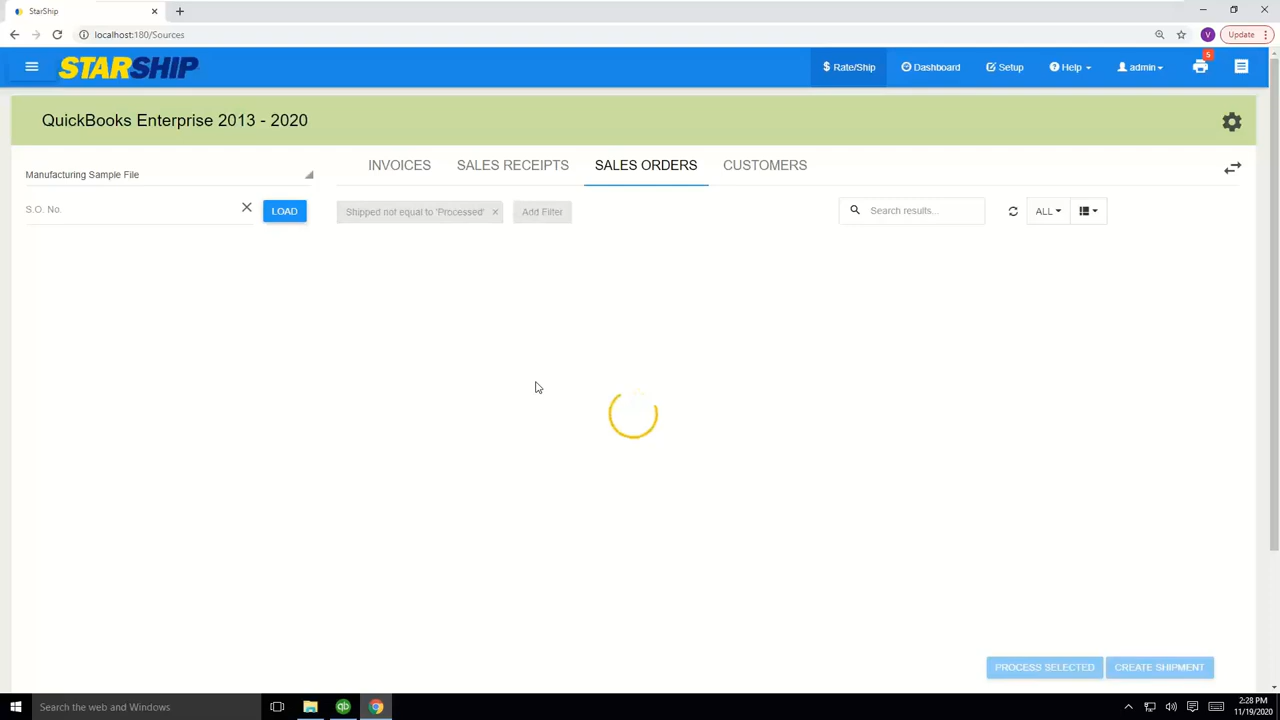 StarShip
localhost:180/Sources
V
Update
STARSHIP
$ Rate/Ship
Dashboard
Setup
Help
admin
5
QuickBooks Enterprise 2013 - 2020
Manufacturing Sample File
INVOICES
SALES RECEIPTS
SALES ORDERS
CUSTOMERS
S.O. No.
LOAD
Shipped not equal to 'Processed'
Add Filter
Search results...
ALL
PROCESS SELECTED
CREATE SHIPMENT
Search the web and Windows
qb
2:28 PM
11/19/2020